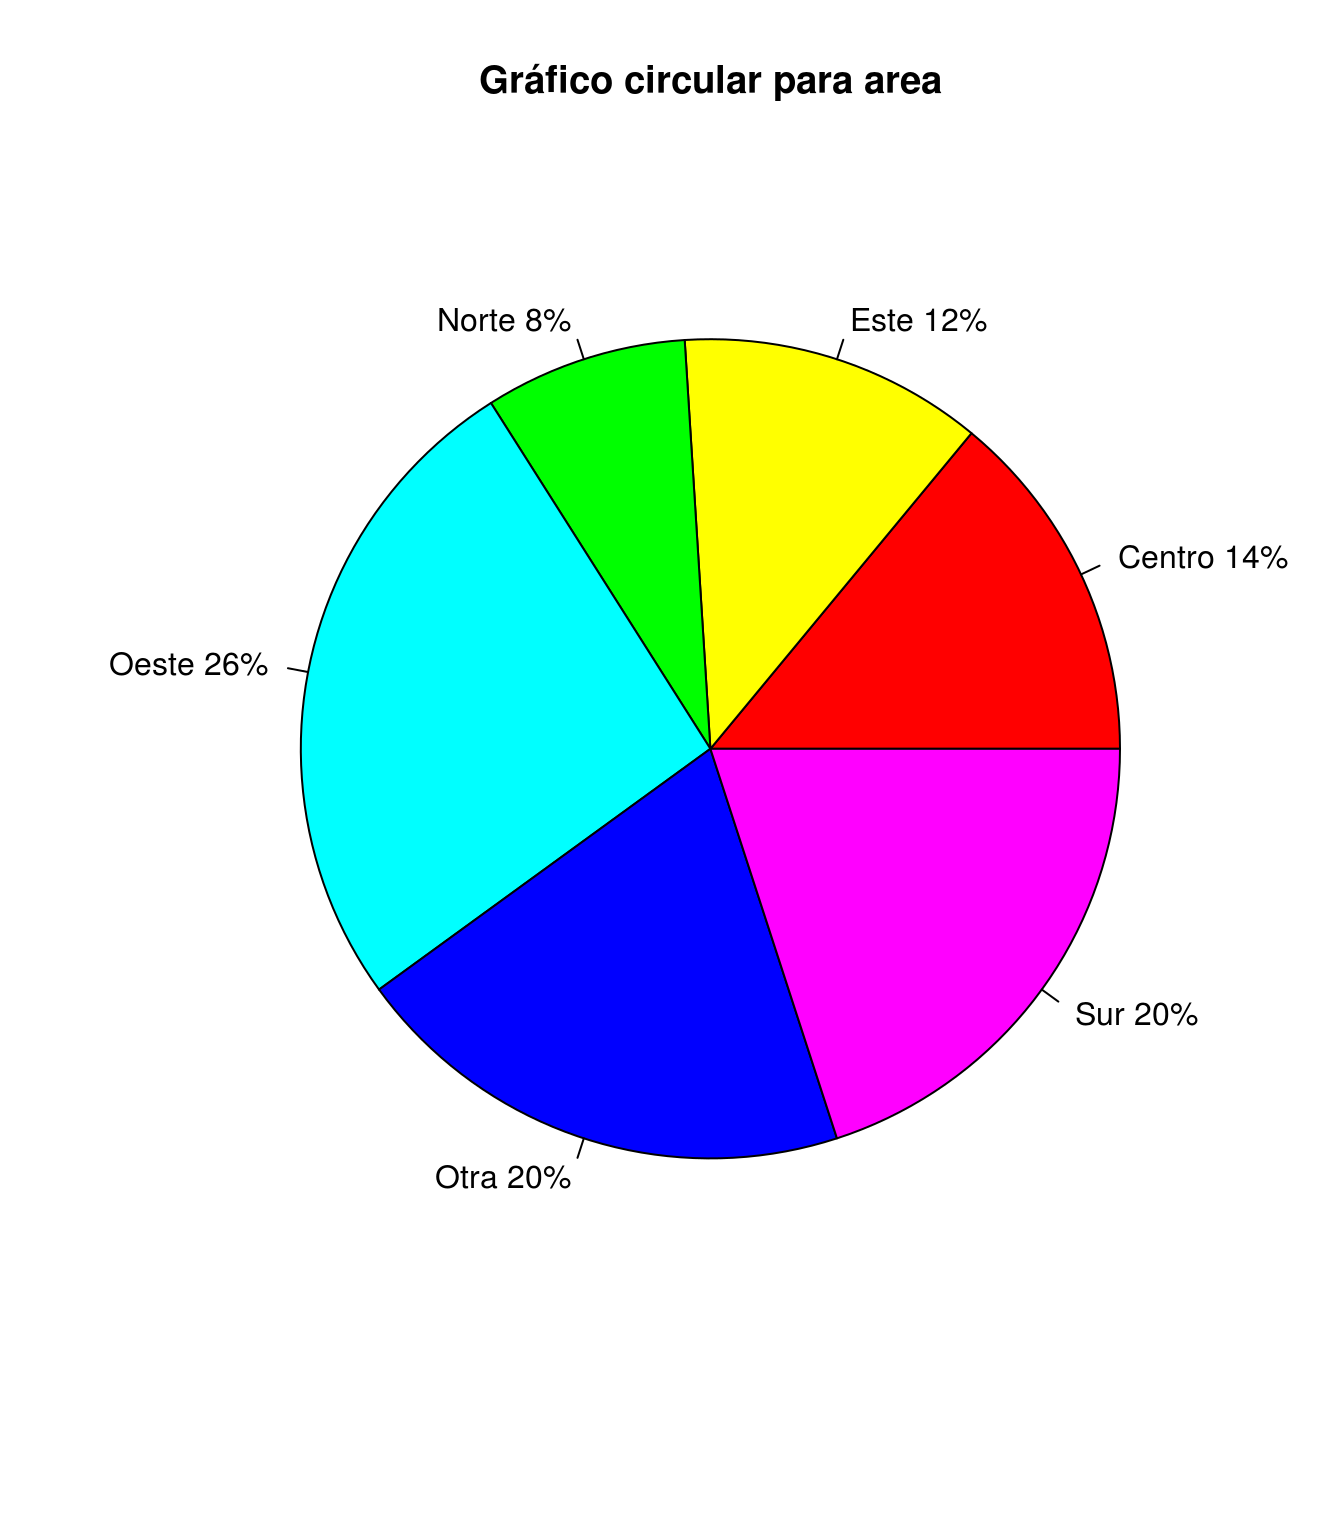 Gráfico circular para area
Norte 8%
Este 12%
Centro 14%
Oeste 26%
Sur 20%
Otra 20%